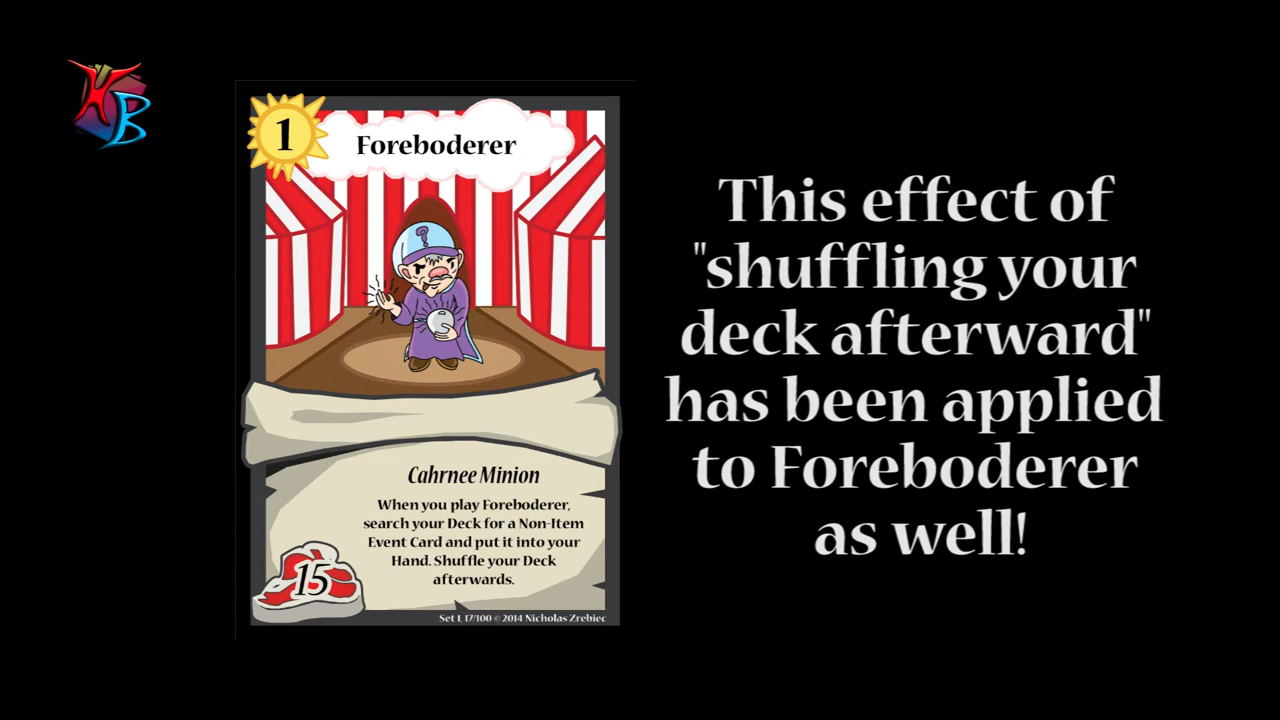 KB
1
Foreboderer
?
Cahrnee Minion
When you play Foreboderer,
search your Deck for a Non-Item
Event Card and put it into your
Hand. Shuffle your Deck
afterwards.
15
Set 1, 17/100 © 2014 Nicholas Zrebiec
This effect of
"shuffling your
deck afterward"
has been applied
to Foreboderer
as well!